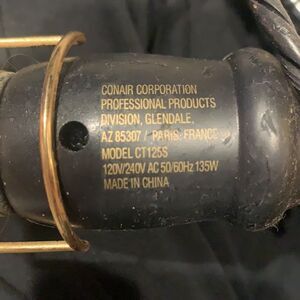 CONAIR CORPORATION
PROFESSIONAL PRODUCTS
DIVISION, GLENDALE,
AZ 85307 / PARIS, FRANCE
MODEL CT125S
120V/240V AC 50/60Hz 135W
MADE IN CHINA